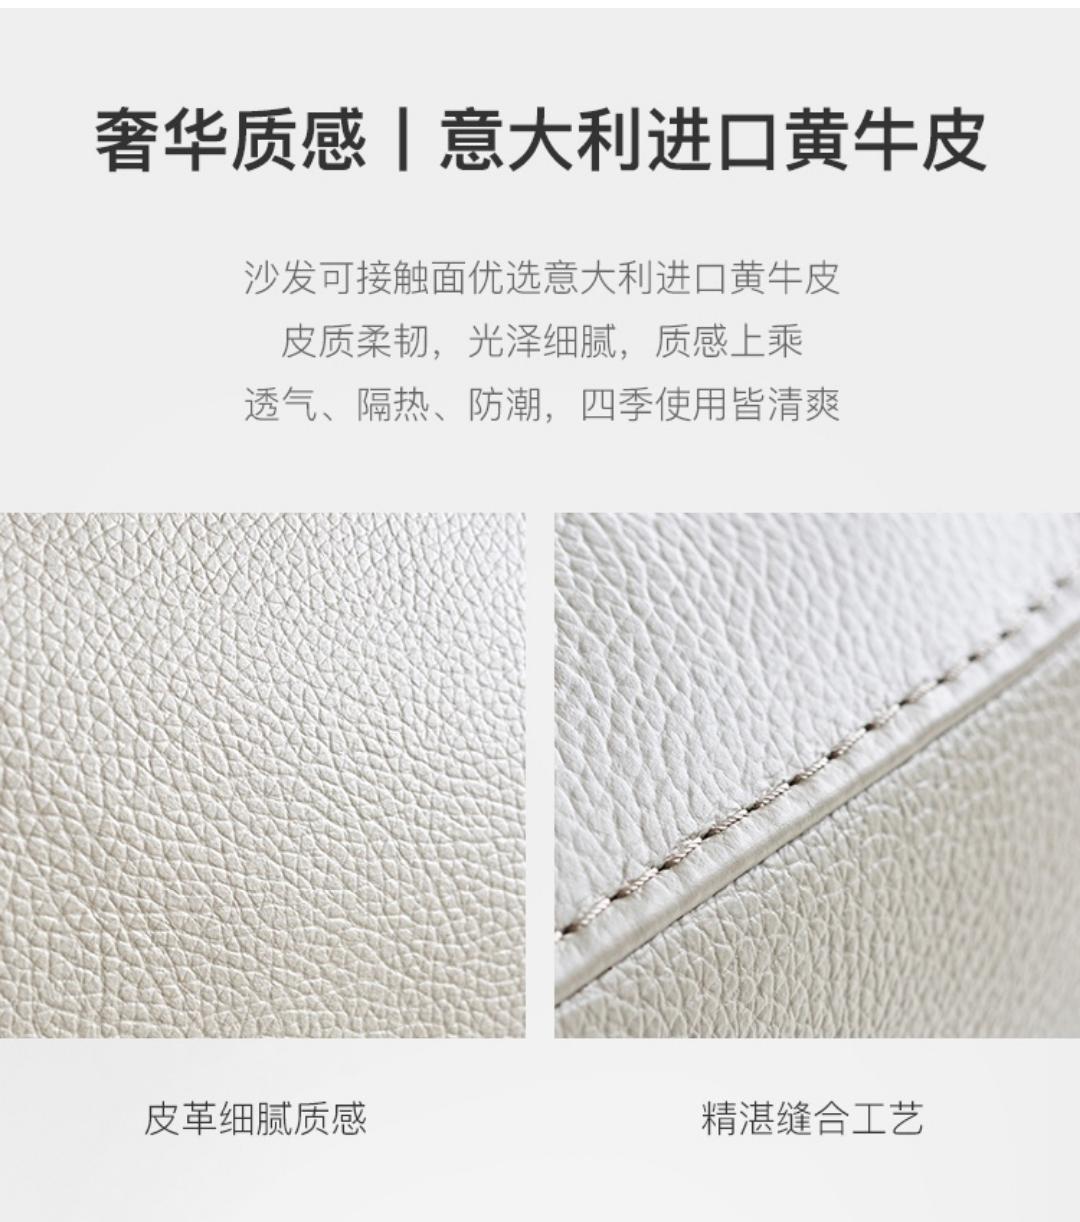 奢华质感丨意大利进口黄牛皮
沙发可接触面优选意大利进口黄牛皮
皮质柔韧，光泽细腻，质感上乘
透气、隔热、防潮，四季使用皆清爽
皮革细腻质感
精湛缝合工艺